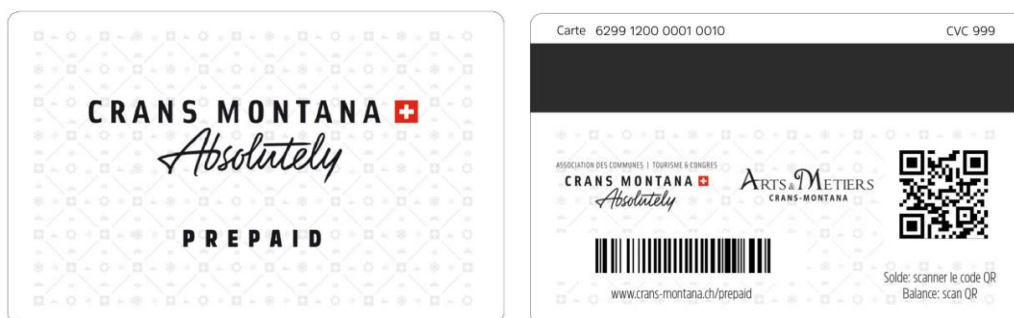 CRANS MONTANA
Absolutely
PREPAID
Carte 6299 1200 0001 0010
CVC 999
ASSOCIATION DES COMMUNES | TOURISME & CONGRES
CRANS MONTANA
Absolutely
ARTS & METIERS
CRANS-MONTANA
www.crans-montana.ch/prepaid
Solde: scanner le code QR
Balance: scan QR